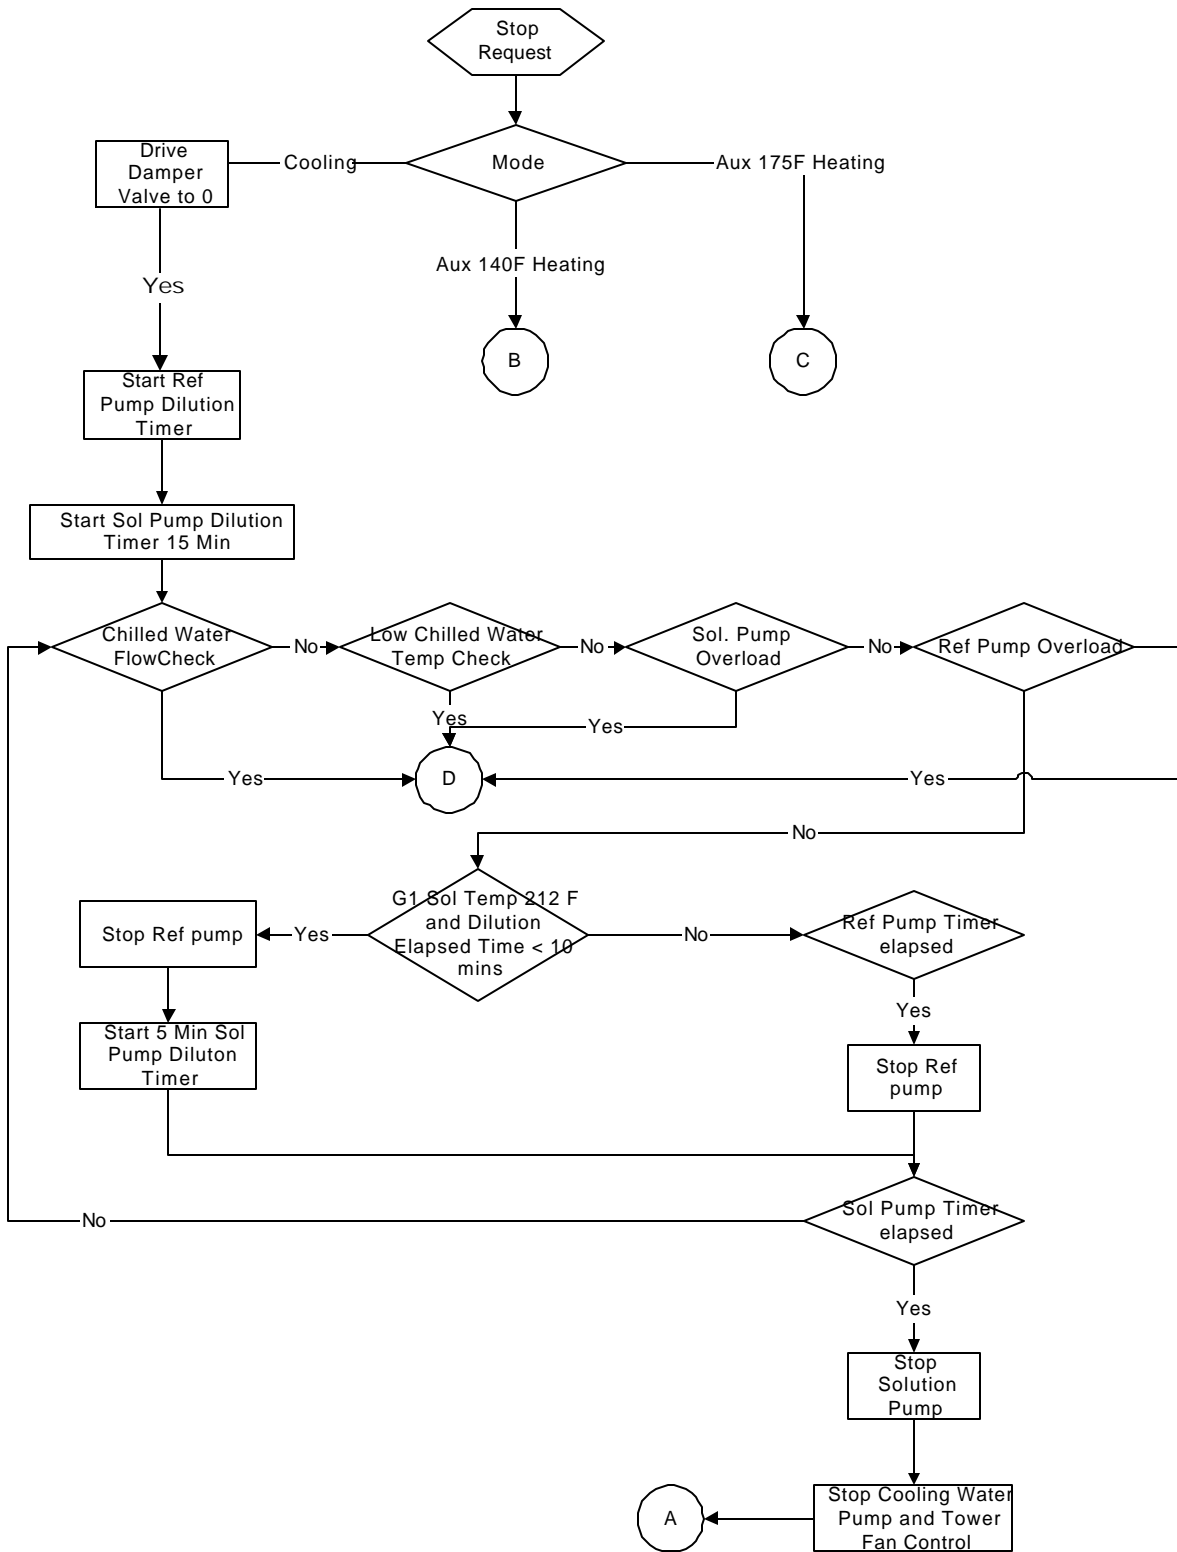 Stop
Request
Mode
Cooling
Aux 175F Heating
Drive
Damper
Valve to 0
Aux 140F Heating
Yes
B
C
Start Ref
Pump Dilution
Timer
Start Sol Pump Dilution
Timer 15 Min
Chilled Water
FlowCheck
No
Low Chilled Water
Temp Check
No
Sol. Pump
Overload
No
Ref Pump Overload
Yes
Yes
Yes
D
Yes
No
G1 Sol Temp 212 F
and Dilution
Elapsed Time < 10
mins
Yes
Stop Ref pump
No
Ref Pump Timer
elapsed
Yes
Start 5 Min Sol
Pump Diluton
Timer
Stop Ref
pump
Sol Pump Timer
elapsed
No
Yes
Stop
Solution
Pump
Stop Cooling Water
Pump and Tower
Fan Control
A